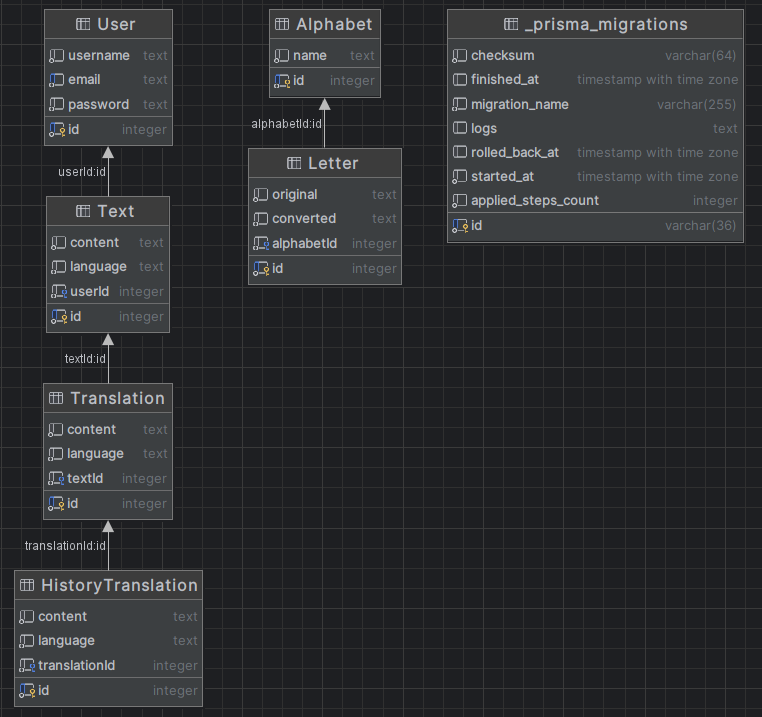 User
username text
email text
password text
id integer
userId:id
Text
content text
language text
userId integer
id integer
textId:id
Translation
content text
language text
textId integer
id integer
translationId:id
HistoryTranslation
content text
language text
translationId integer
id integer
Alphabet
name text
id integer
alphabetId:id
Letter
original text
converted text
alphabetId integer
id integer
_prisma_migrations
checksum varchar(64)
finished_at timestamp with time zone
migration_name varchar(255)
logs text
rolled_back_at timestamp with time zone
started_at timestamp with time zone
applied_steps_count integer
id varchar(36)